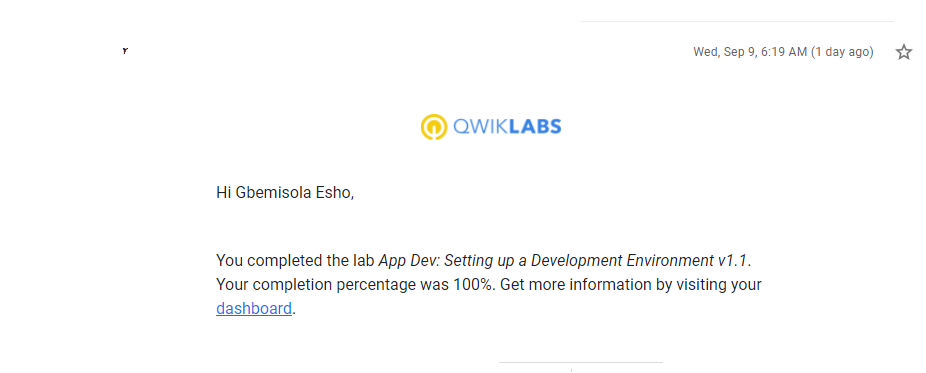 Wed, Sep 9, 6:19 AM (1 day ago)
QWIKLABS
Hi Gbemisola Esho,
You completed the lab App Dev: Setting up a Development Environment v1.1.
Your completion percentage was 100%. Get more information by visiting your
dashboard.